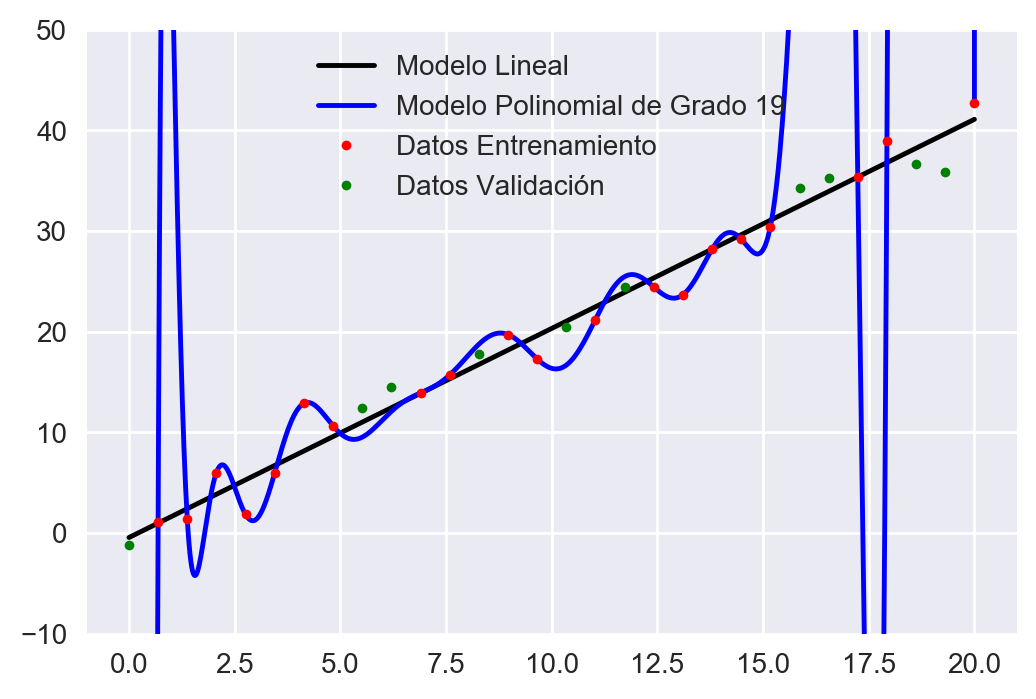 50
40
30
20
10
0
−10
Modelo Lineal
Modelo Polinomial de Grado 19
Datos Entrenamiento
Datos Validación
0.0 2.5 5.0 7.5 10.0 12.5 15.0 17.5 20.0